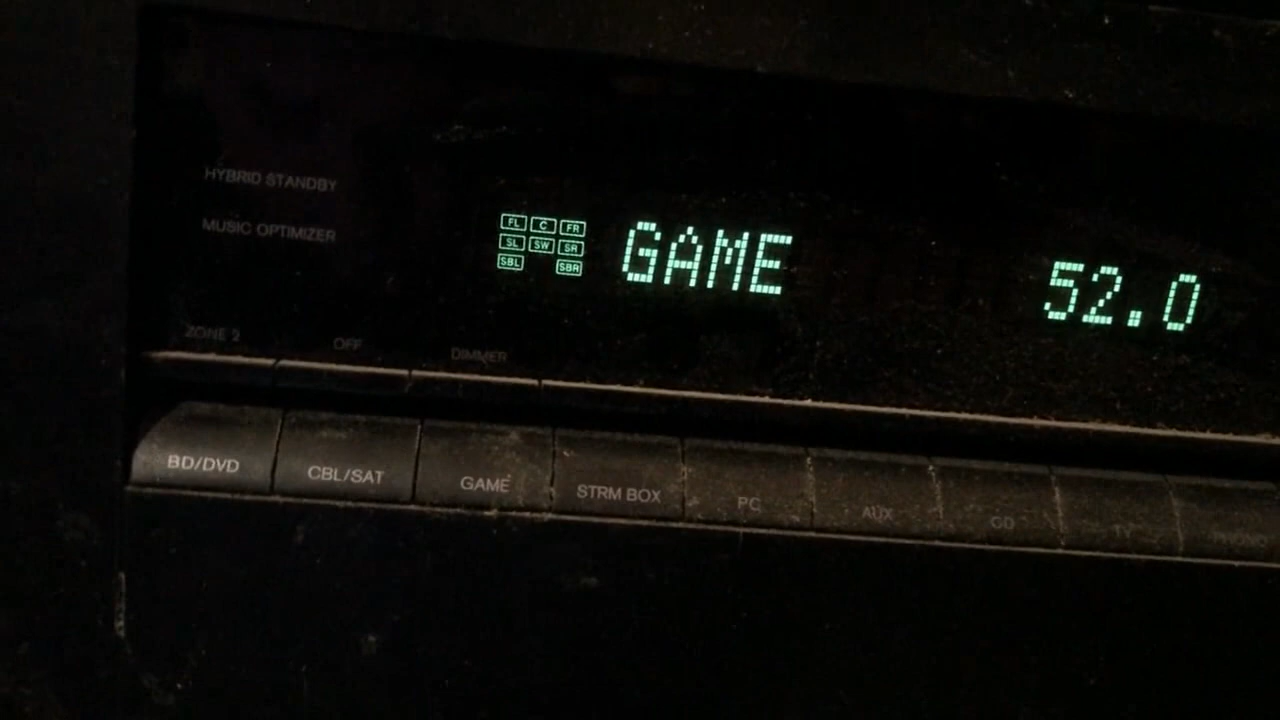 HYBRID STANDBY
MUSIC OPTIMIZER
FL C FR
SL SW SR
SBL SBR
GAME 52.0
ZONE 2 OFF DIMMER
BD/DVD CBL/SAT GAME STRM BOX PC AUX CD TV PHONO